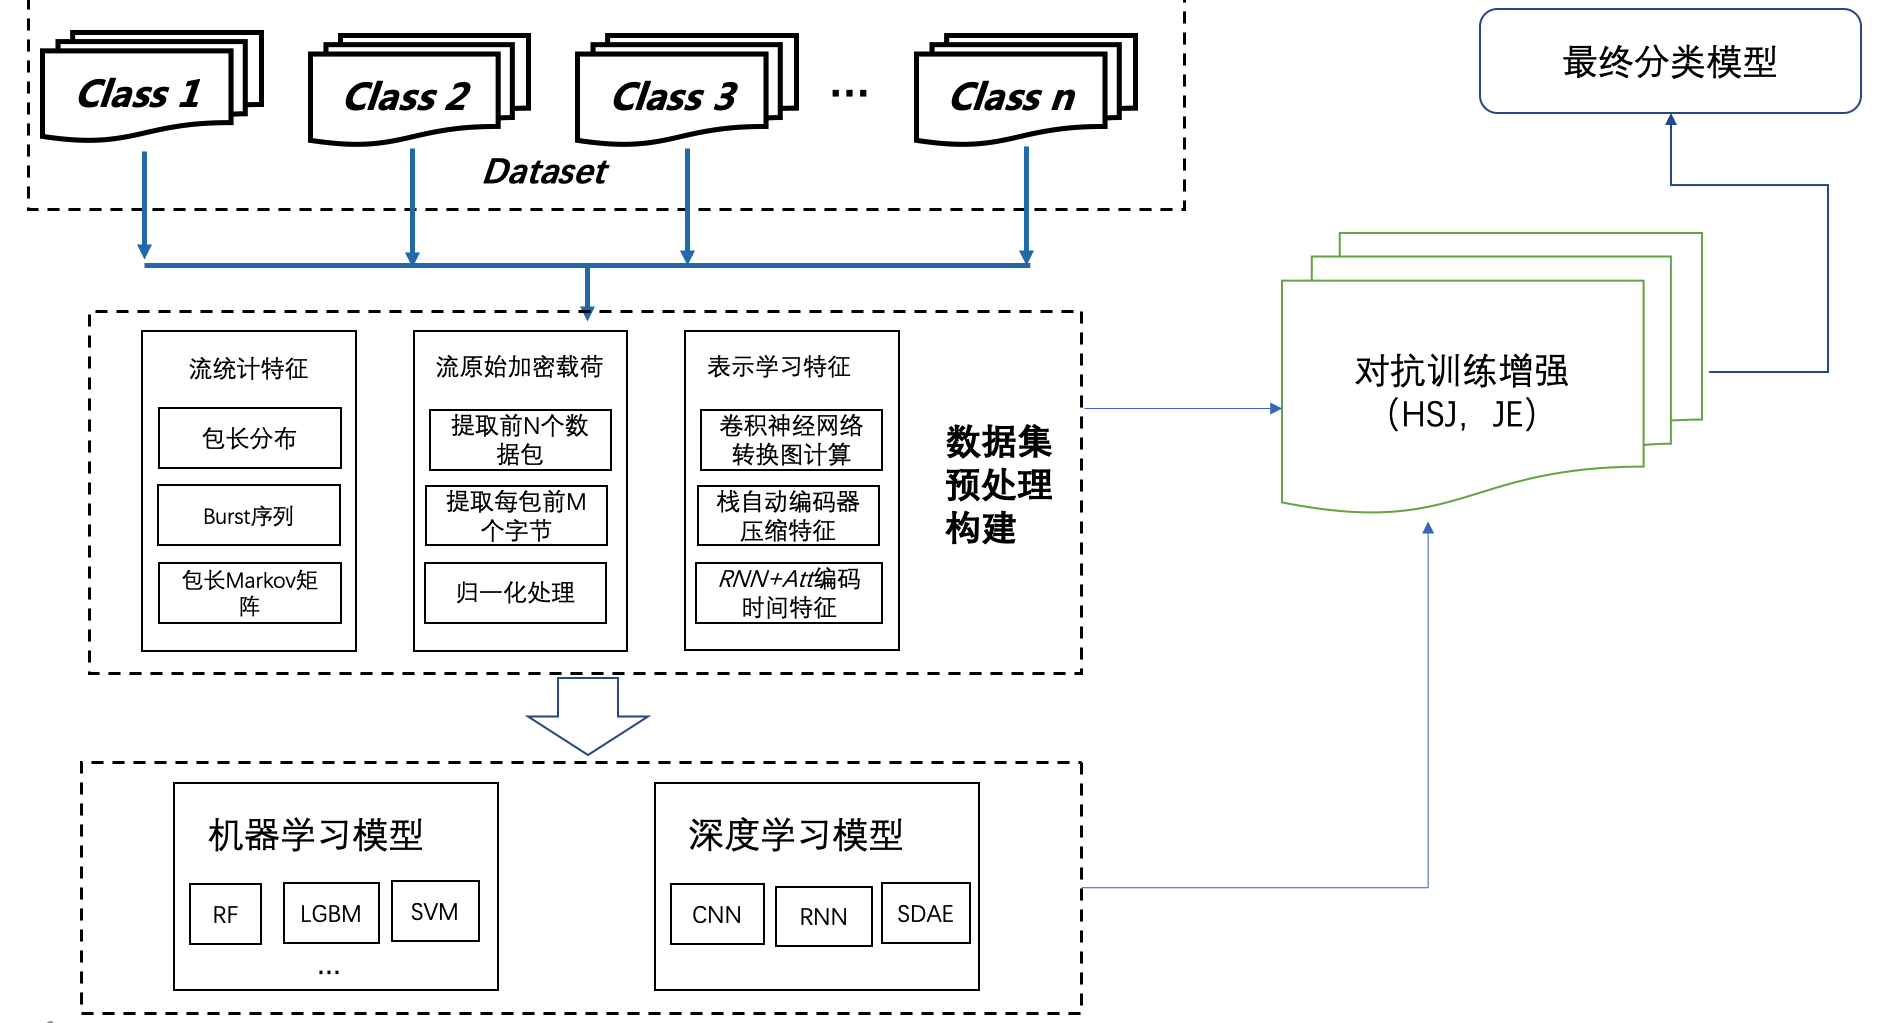 Class 1
Class 2
Class 3
...
Class n
Dataset
最终分类模型
流统计特征
包长分布
Burst序列
包长Markov矩
阵
流原始加密载荷
提取前N个数
据包
提取每包前M
个字节
归一化处理
表示学习特征
卷积神经网络
转换图计算
栈自动编码器
压缩特征
RNN+Att编码
时间特征
数据集
预处理
构建
对抗训练增强
（HSJ，JE）
机器学习模型
RF
LGBM
SVM
...
深度学习模型
CNN
RNN
SDAE